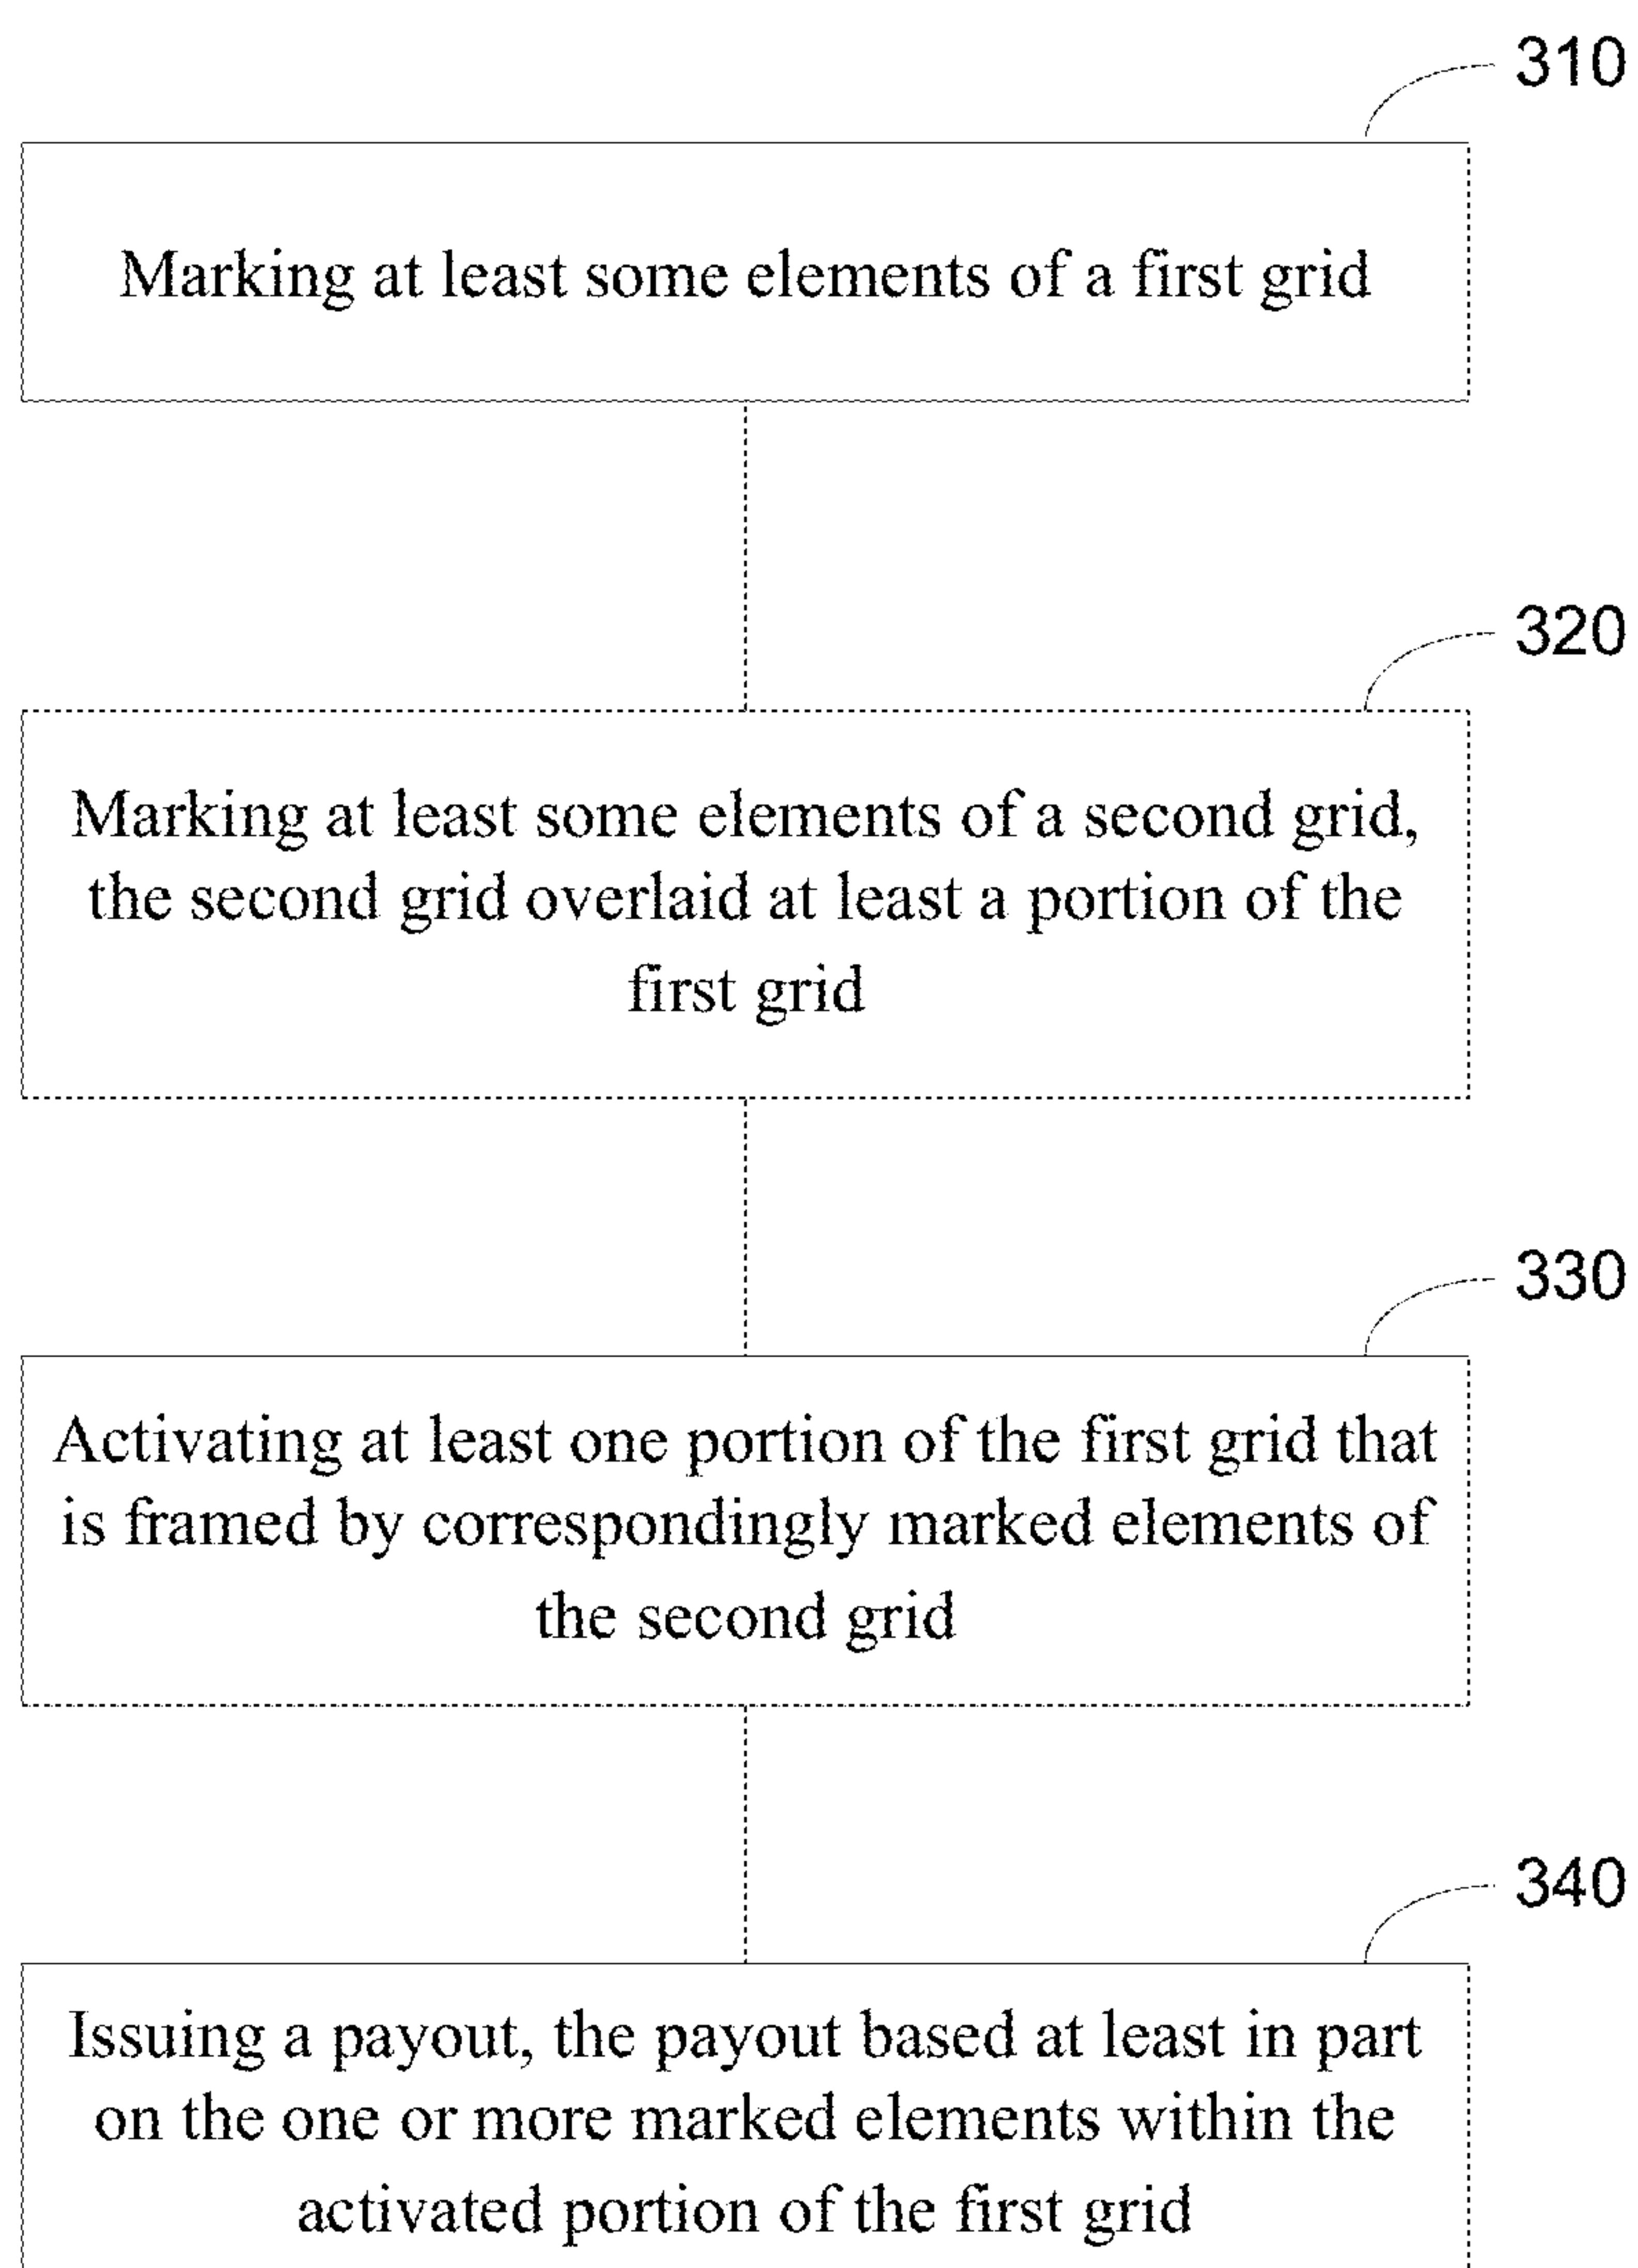 310
Marking at least some elements of a first grid
320
Marking at least some elements of a second grid,
the second grid overlaid at least a portion of the
first grid
330
Activating at least one portion of the first grid that
is framed by correspondingly marked elements of
the second grid
340
Issuing a payout, the payout based at least in part
on the one or more marked elements within the
activated portion of the first grid